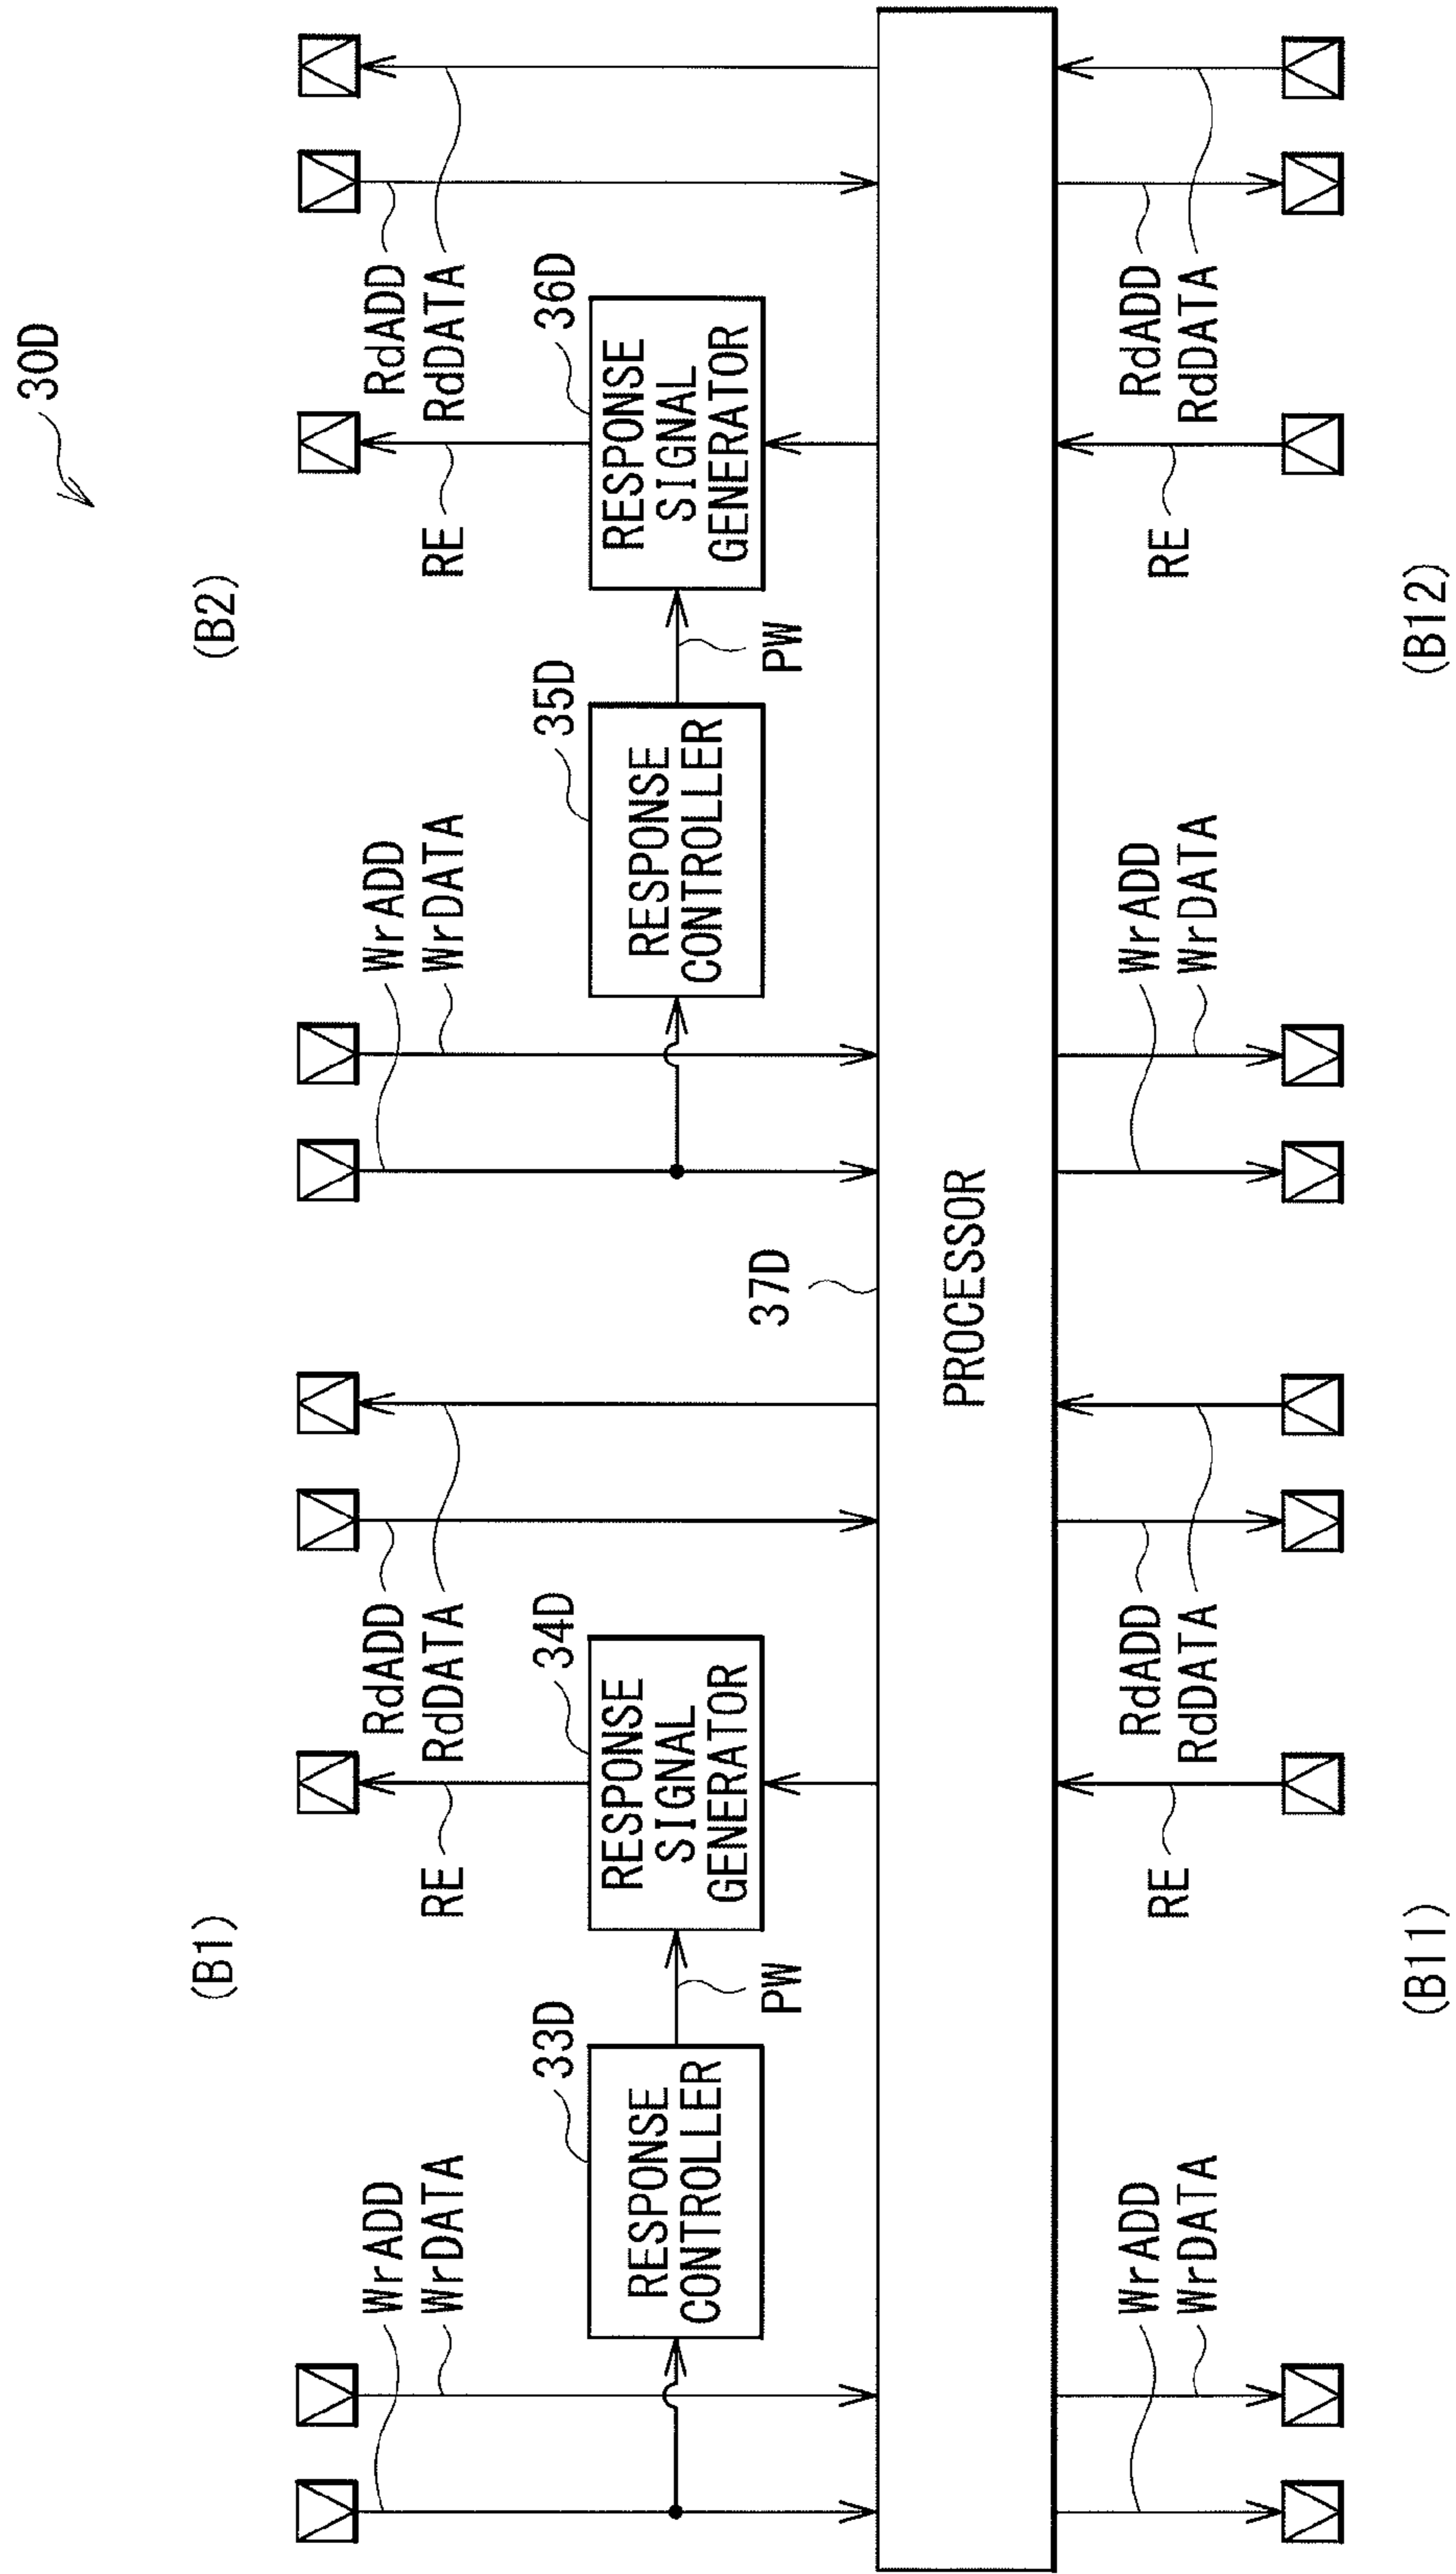 30D
(B1)
(B2)
WrADD
WrDATA
RE
RdADD
RdDATA
WrADD
WrDATA
RE
RdADD
RdDATA
33D
RESPONSE
CONTROLLER
PW
34D
RESPONSE
SIGNAL
GENERATOR
35D
RESPONSE
CONTROLLER
PW
36D
RESPONSE
SIGNAL
GENERATOR
37D
PROCESSOR
WrADD
WrDATA
RE
RdADD
RdDATA
WrADD
WrDATA
RE
RdADD
RdDATA
(B11)
(B12)